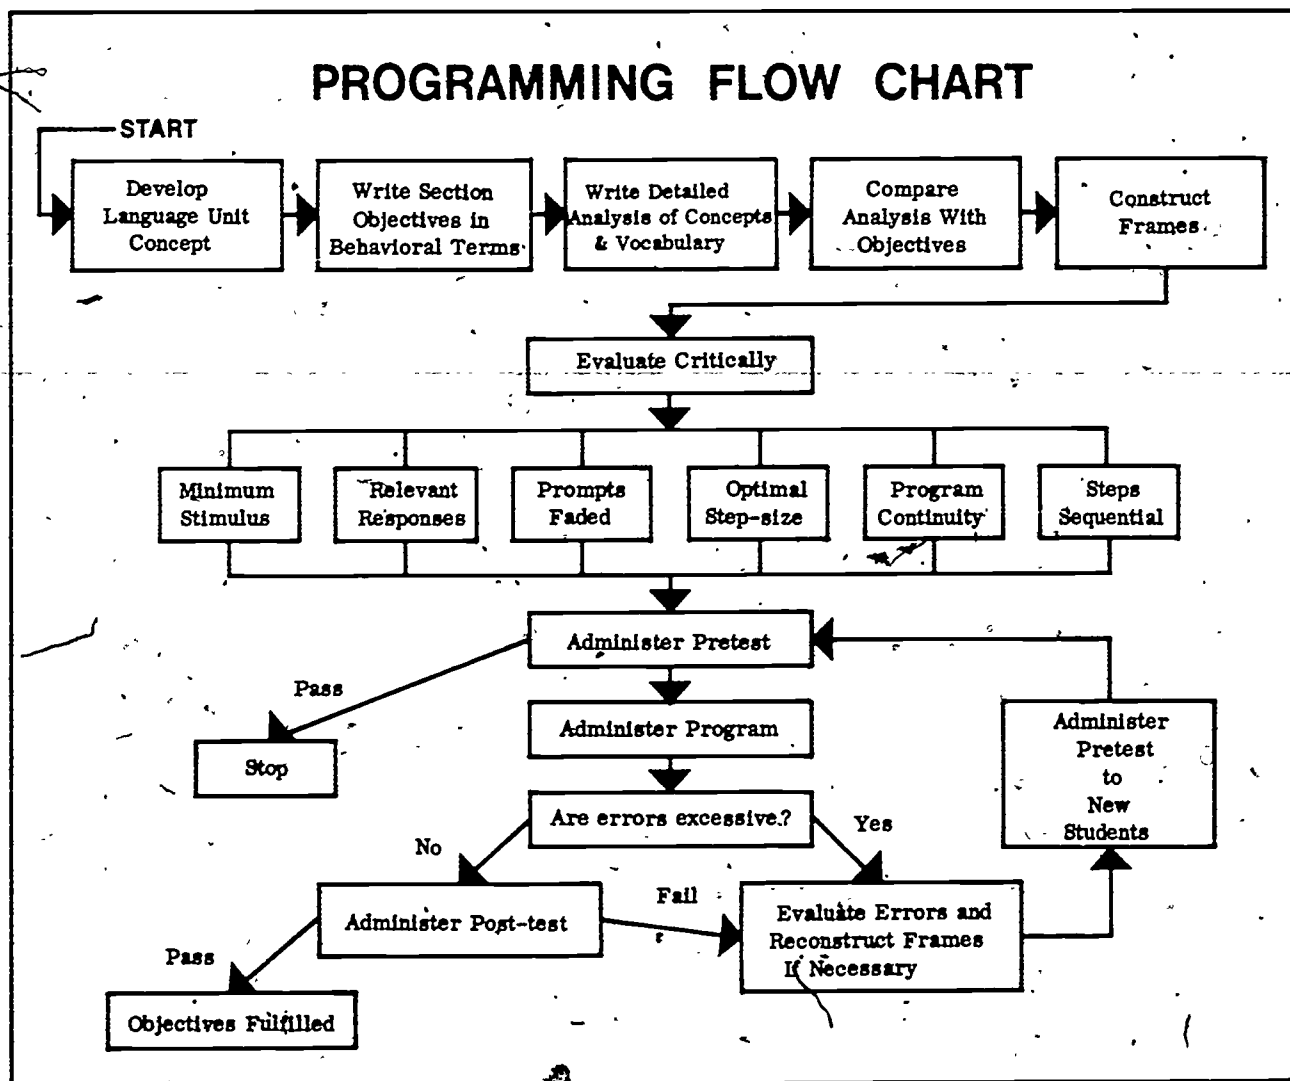 PROGRAMMING FLOW CHART
START
Develop
Language Unit
Concept
Write Section
Objectives in
Behavioral Terms
Write Detailed
Analysis of Concepts
& Vocabulary
Compare
Analysis With
Objectives
Construct
Frames
Evaluate Critically
Minimum
Stimulus
Relevant
Responses
Prompts
Faded
Optimal
Step-size
Program
Continuity
Steps
Sequential
Administer Pretest
Pass
Stop
Administer Program
Administer
Pretest
to
New
Students
Are errors excessive?
No
Yes
Administer Post-test
Fail
Evaluate Errors and
Reconstruct Frames
If Necessary
Pass
Objectives Fulfilled